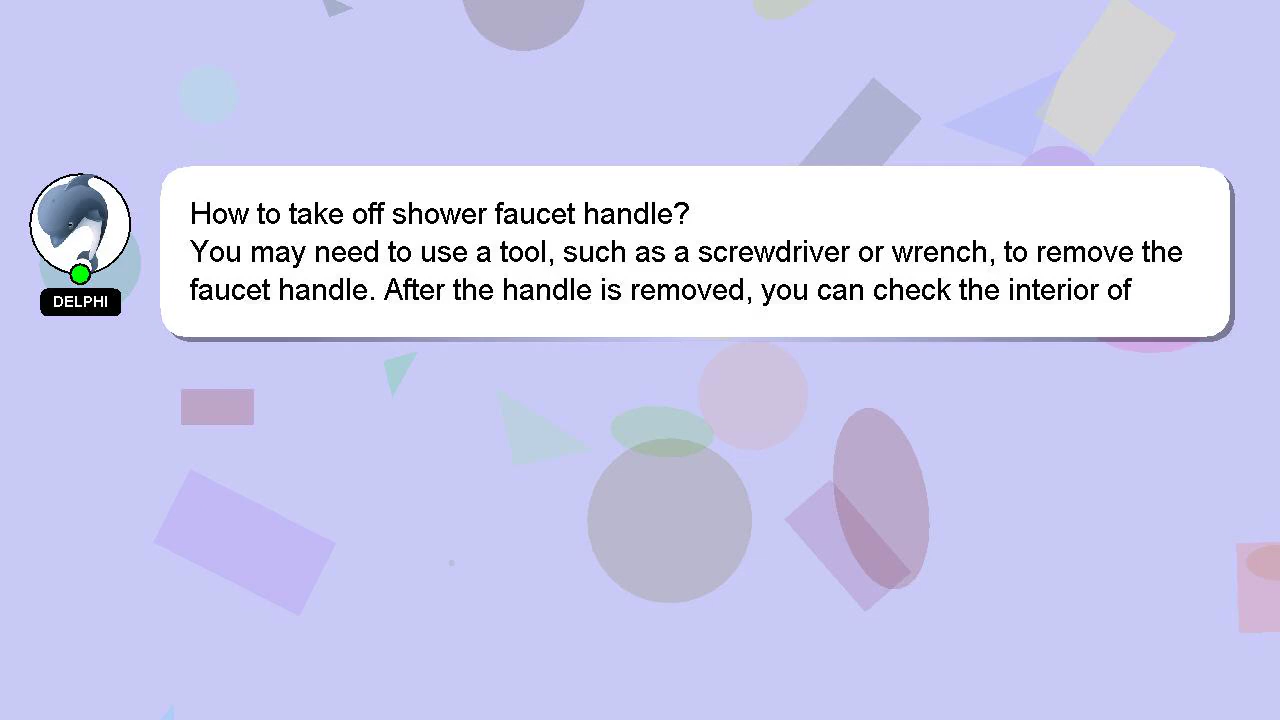 How to take off shower faucet handle?
You may need to use a tool, such as a screwdriver or wrench, to remove the
faucet handle. After the handle is removed, you can check the interior of
DELPHI